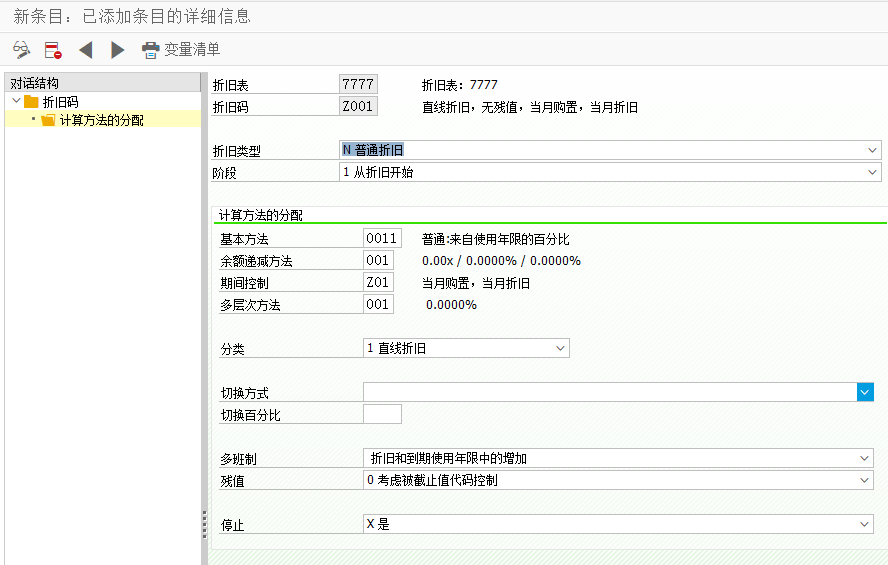 新条目：已添加条目的详细信息
变量清单
对话结构
折旧码
计算方法的分配
折旧表 7777 折旧表：7777
折旧码 Z001 直线折旧，无残值，当月购置，当月折旧
折旧类型 N 普通折旧
阶段 1 从折旧开始
计算方法的分配
基本方法 0011 普通:来自使用年限的百分比
余额递减方法 001 0.00x / 0.0000% / 0.0000%
期间控制 Z01 当月购置，当月折旧
多层次方法 001 0.0000%
分类 1 直线折旧
切换方式
切换百分比
多班制 折旧和到期使用年限中的增加
残值 0 考虑被截止值代码控制
停止 X 是